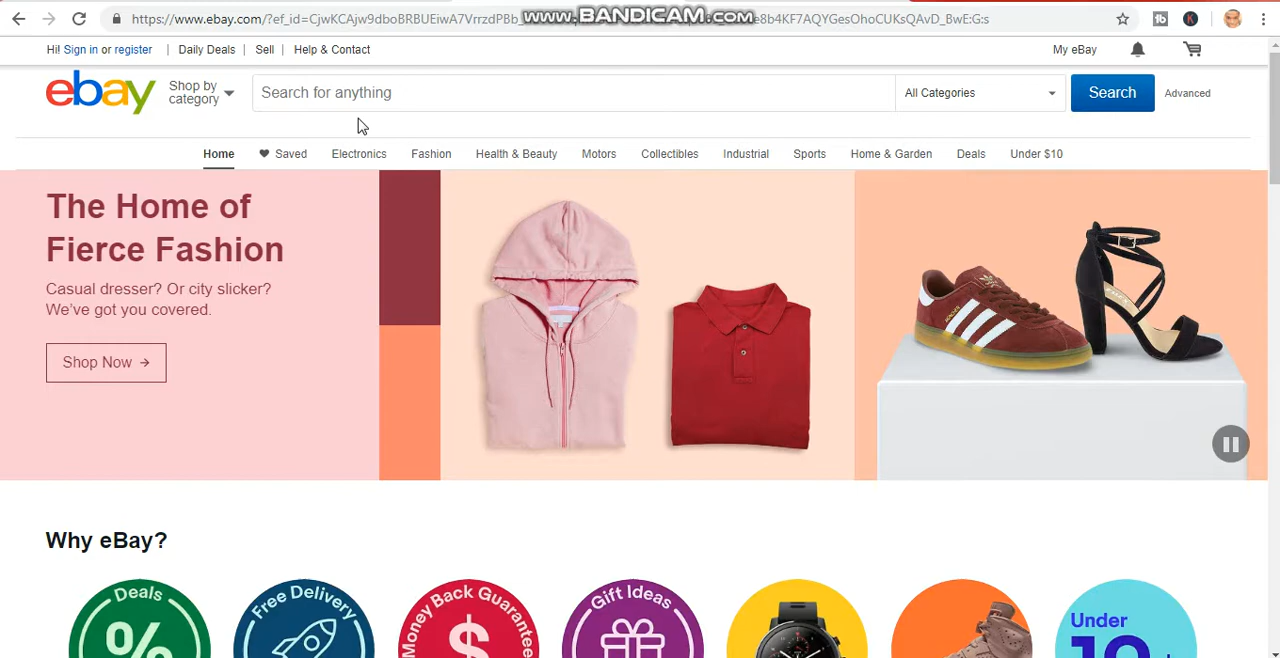 https://www.ebay.com/?ef_id=CjwKCAjw9dboBRBUEiwA7VrrzdPBb_
WWW.BANDICAM.COM
e8b4KF7AQYGesOhoCUKsQAvD_BwE:G:s
Hi! Sign in or register | Daily Deals | Sell | Help & Contact
My eBay
ebay
Shop by
category
Search for anything
All Categories
Search
Advanced
Home Saved Electronics Fashion Health & Beauty Motors Collectibles Industrial Sports Home & Garden Deals Under $10
The Home of
Fierce Fashion
Casual dresser? Or city slicker?
We've got you covered.
Shop Now →
Why eBay?
Deals
%
Free Delivery
Money Back Guarantee
$
Gift Ideas
Under
10